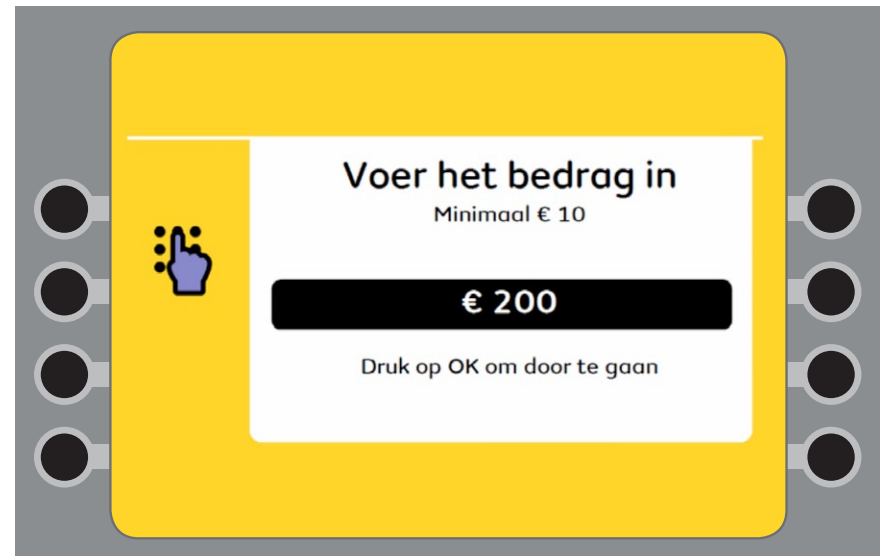 Voer het bedrag in
Minimaal € 10
€ 200
Druk op OK om door te gaan